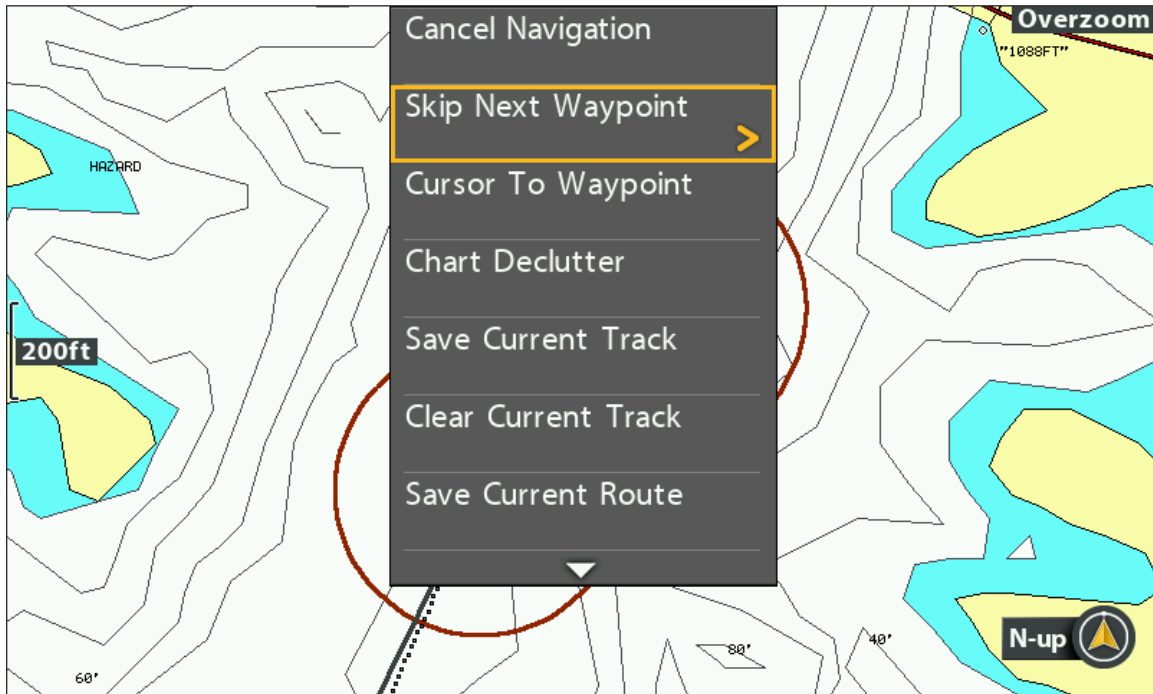 Cancel Navigation
Overzoom
"1088FT"
Skip Next Waypoint
>
HAZARD
Cursor To Waypoint
Chart Declutter
Save Current Track
200ft
Clear Current Track
Save Current Route
N-up
80'
40'
60'